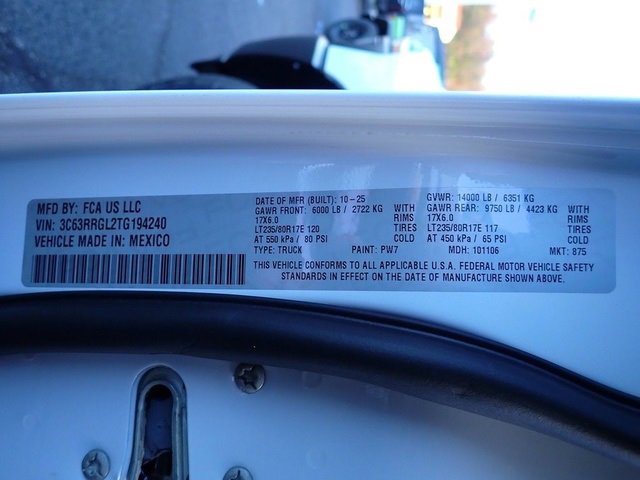 MFD BY: FCA US LLC
VIN: 3C63RRGL2TG194240
VEHICLE MADE IN: MEXICO
DATE OF MFR (BUILT): 10-25
GAWR FRONT: 6000 LB / 2722 KG WITH
17X6.0 RIMS
LT235/80R17E 120 TIRES
AT 550 kPa / 80 PSI COLD
TYPE: TRUCK PAINT: PW7
GVWR: 14000 LB / 6351 KG
GAWR REAR: 9750 LB / 4423 KG WITH
17X6.0 RIMS
LT235/80R17E 117 TIRES
AT 450 kPa / 65 PSI COLD
MDH: 101106 MKT: 875
THIS VEHICLE CONFORMS TO ALL APPLICABLE U.S.A. FEDERAL MOTOR VEHICLE SAFETY
STANDARDS IN EFFECT ON THE DATE OF MANUFACTURE SHOWN ABOVE.